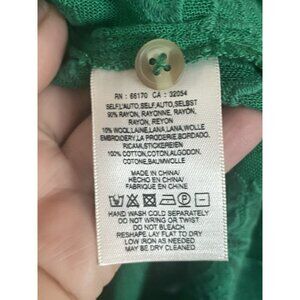 RN : 66170 CA : 32054
SELF,L'AUTO,SELF,AUTO,SELBST
90% RAYON, RAYONNE, RAYON,
RAYON, REYON
10% WOOL,LAINE,LANA,LANA,WOLLE
EMBROIDERY,LA BRODERIE,BORDADO,
RICAM,STICKEREIEN
100% COTTON,COTON,ALGODON,
COTONE,BAUMWOLLE
MADE IN CHINA/
HECHO EN CHINA/
FABRIQUE EN CHINE
HAND WASH COLD SEPARATELY
DO NOT WRING OR TWIST
DO NOT BLEACH
RESHAPE LAY FLAT TO DRY
LOW IRON AS NEEDED
MAY BE DRY CLEANED